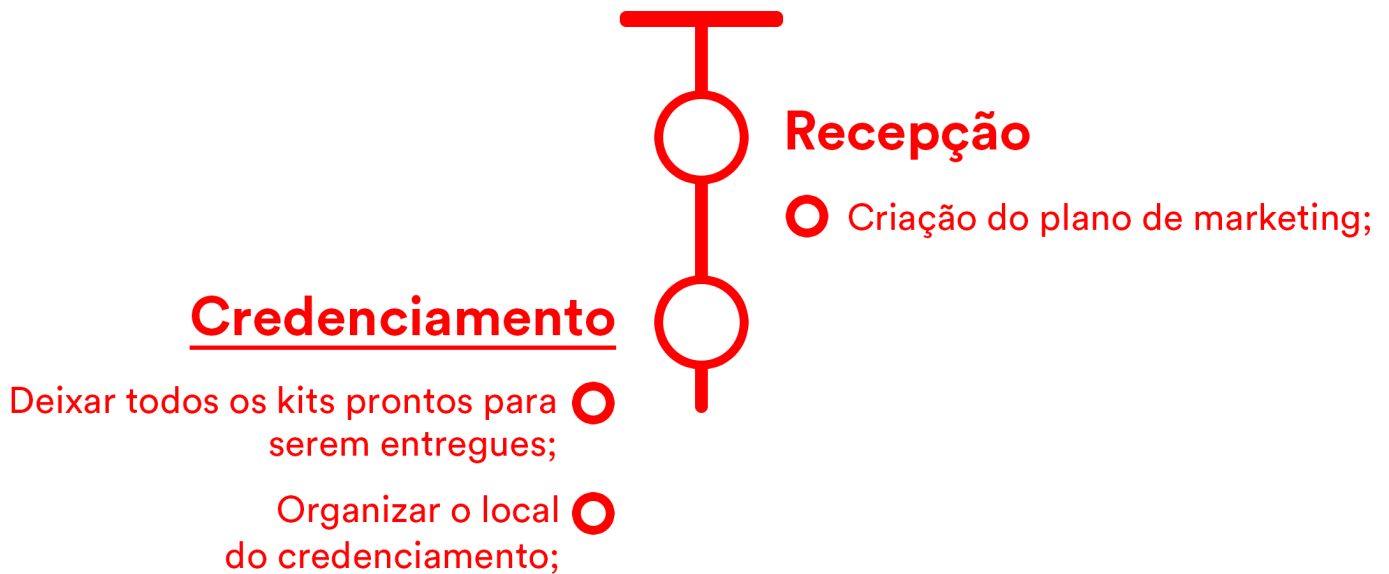 Recepção
Criação do plano de marketing;
Credenciamento
Deixar todos os kits prontos para
serem entregues;
Organizar o local
do credenciamento;